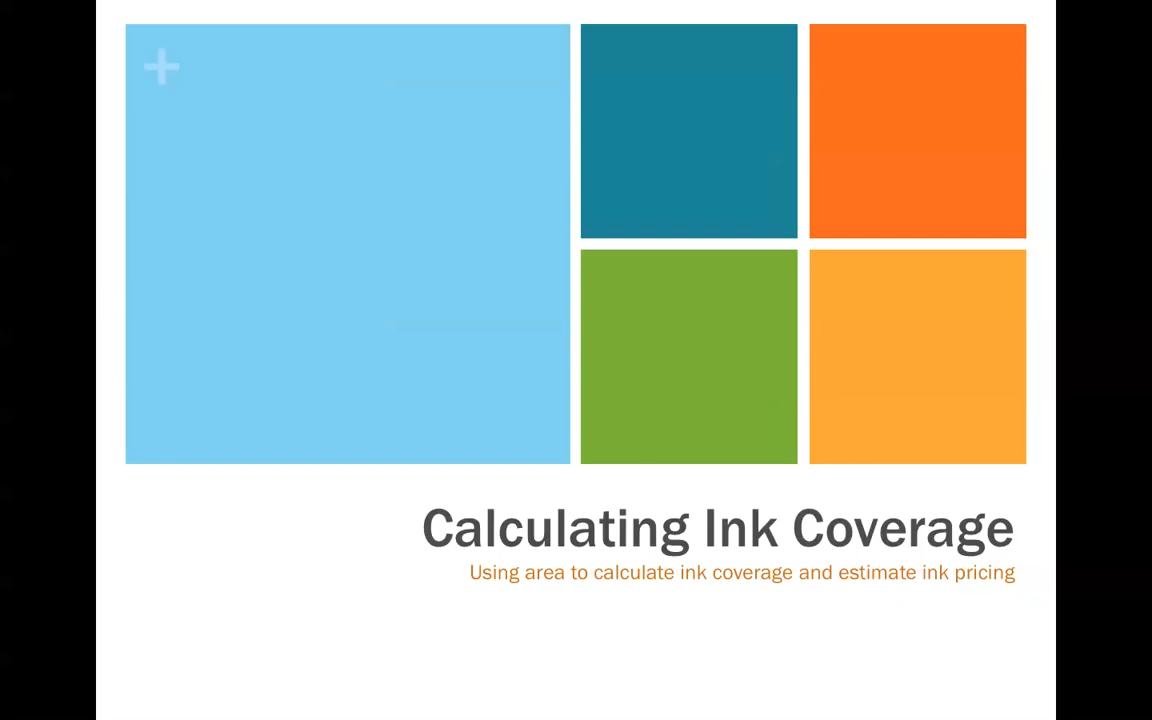 +
Calculating Ink Coverage
Using area to calculate ink coverage and estimate ink pricing